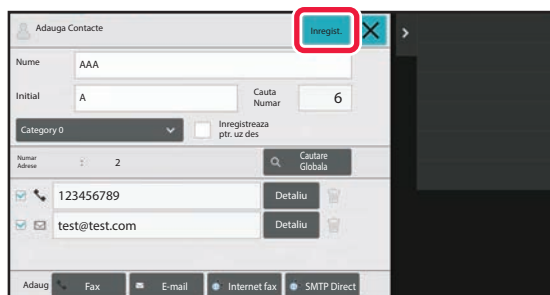 Adauga Contacte
Inregist.
Nume
AAA
Initial
A
Cauta
Numar
6
Category 0
Inregistreaza
ptr. uz des
Numar
Adrese
:
2
Cautare
Globala
123456789
Detaliu
test@test.com
Detaliu
Adaug
Fax
E-mail
Internet fax
SMTP Direct